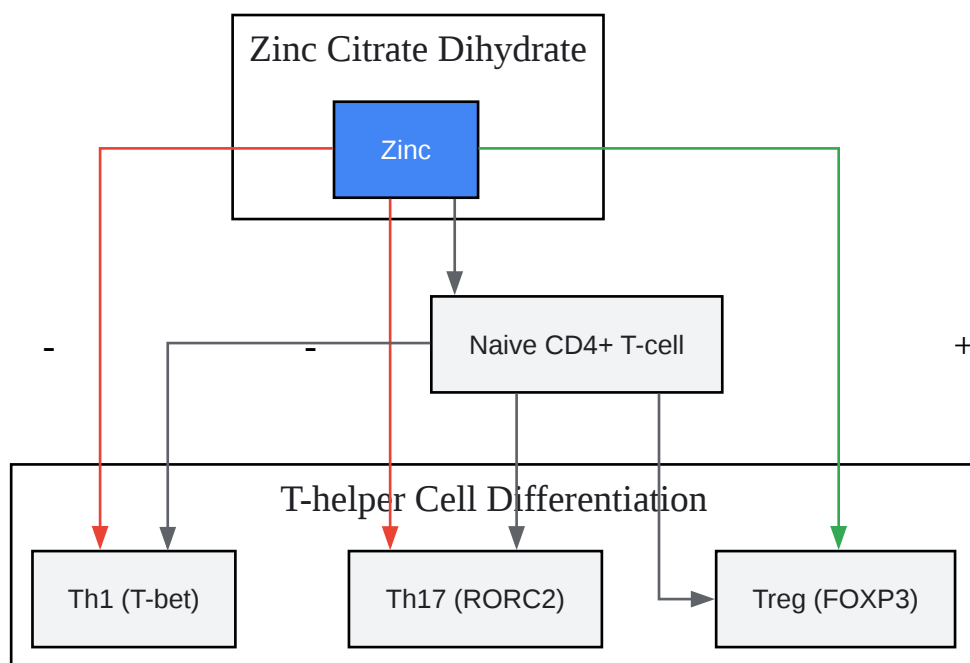 Zinc Citrate Dihydrate
Zinc
Naive CD4+ T-cell
-
-
+
T-helper Cell Differentiation
Th1 (T-bet)
Th17 (RORC2)
Treg (FOXP3)